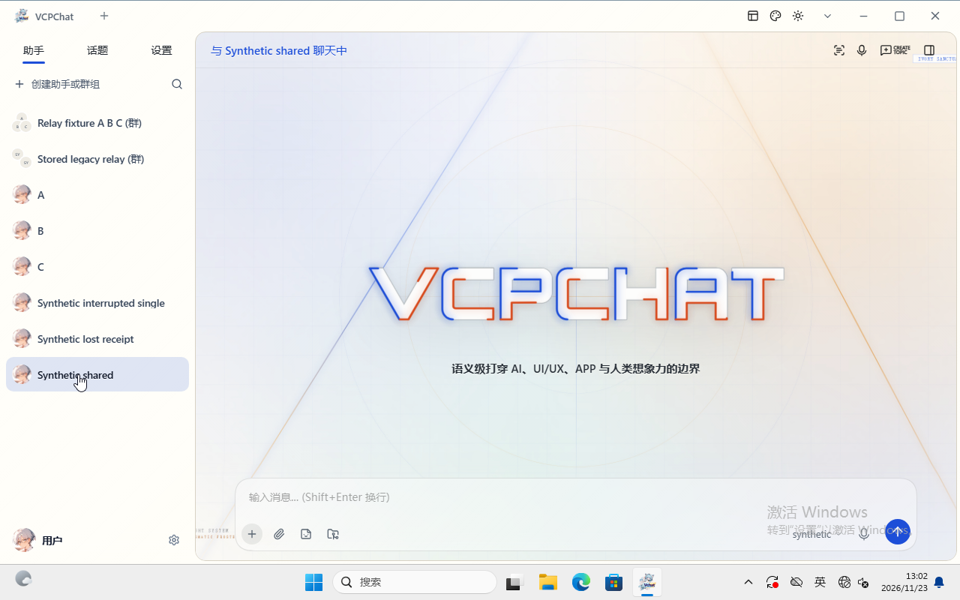 VCPChat
助手 话题 设置
与 Synthetic shared 聊天中
创建助手或群组
Relay fixture A B C (群)
Stored legacy relay (群)
A
B
C
Synthetic interrupted single
Synthetic lost receipt
Synthetic shared
VCPCHAT
语义级打穿 AI、UI/UX、APP 与人类想象力的边界
输入消息... (Shift+Enter 换行)
激活 Windows
转到"设置"以激活 Windows
synthetic
用户
搜索
英
13:02
2026/11/23